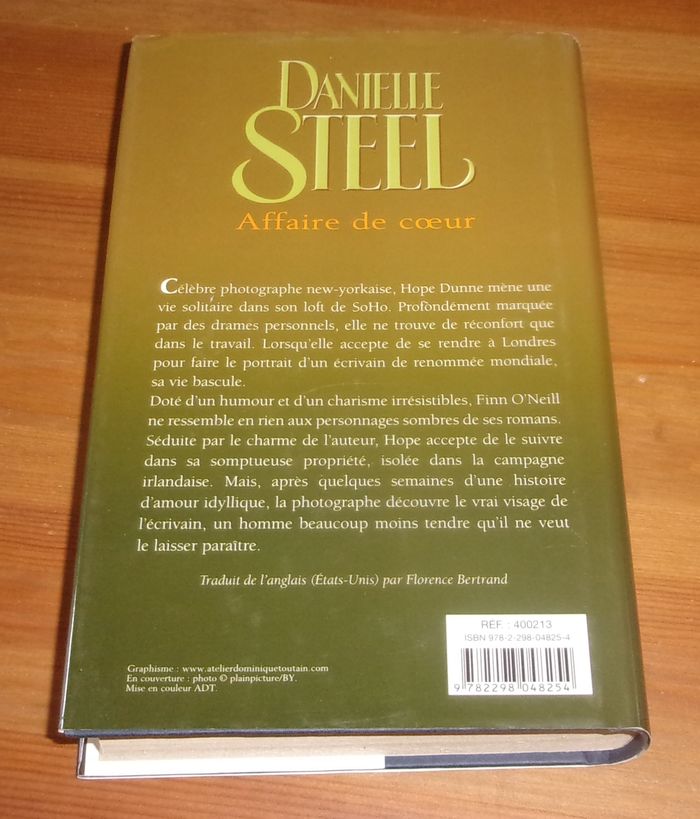 DANIELLE
STEEL
Affaire de cœur
Célèbre photographe new-yorkaise, Hope Dunne mène une
vie solitaire dans son loft de SoHo. Profondément marquée
par des drames personnels, elle ne trouve de réconfort que
dans le travail. Lorsqu'elle accepte de se rendre à Londres
pour faire le portrait d'un écrivain de renommée mondiale,
sa vie bascule.
Doté d'un humour et d'un charisme irrésistibles, Finn O'Neill
ne ressemble en rien aux personnages sombres de ses romans.
Séduite par le charme de l'auteur, Hope accepte de le suivre
dans sa somptueuse propriété, isolée dans la campagne
irlandaise. Mais, après quelques semaines d'une histoire
d'amour idyllique, la photographe découvre le vrai visage de
l'écrivain, un homme beaucoup moins tendre qu'il ne veut
le laisser paraître.
Traduit de l'anglais (États-Unis) par Florence Bertrand
RÉF : 400213
ISBN 978-2-298-04825-4
9 782298 048254
Graphisme : www.atelierdominiquetoutain.com
En couverture : photo © plainpicture/BY.
Mise en couleur ADT.